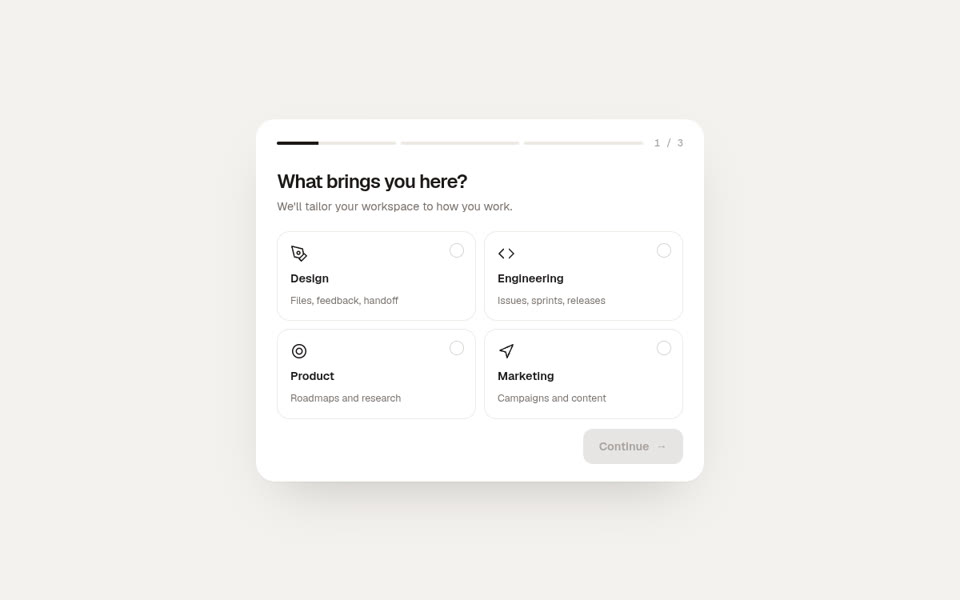 1 / 3
What brings you here?
We'll tailor your workspace to how you work.
Design
Files, feedback, handoff
Engineering
Issues, sprints, releases
Product
Roadmaps and research
Marketing
Campaigns and content
Continue →